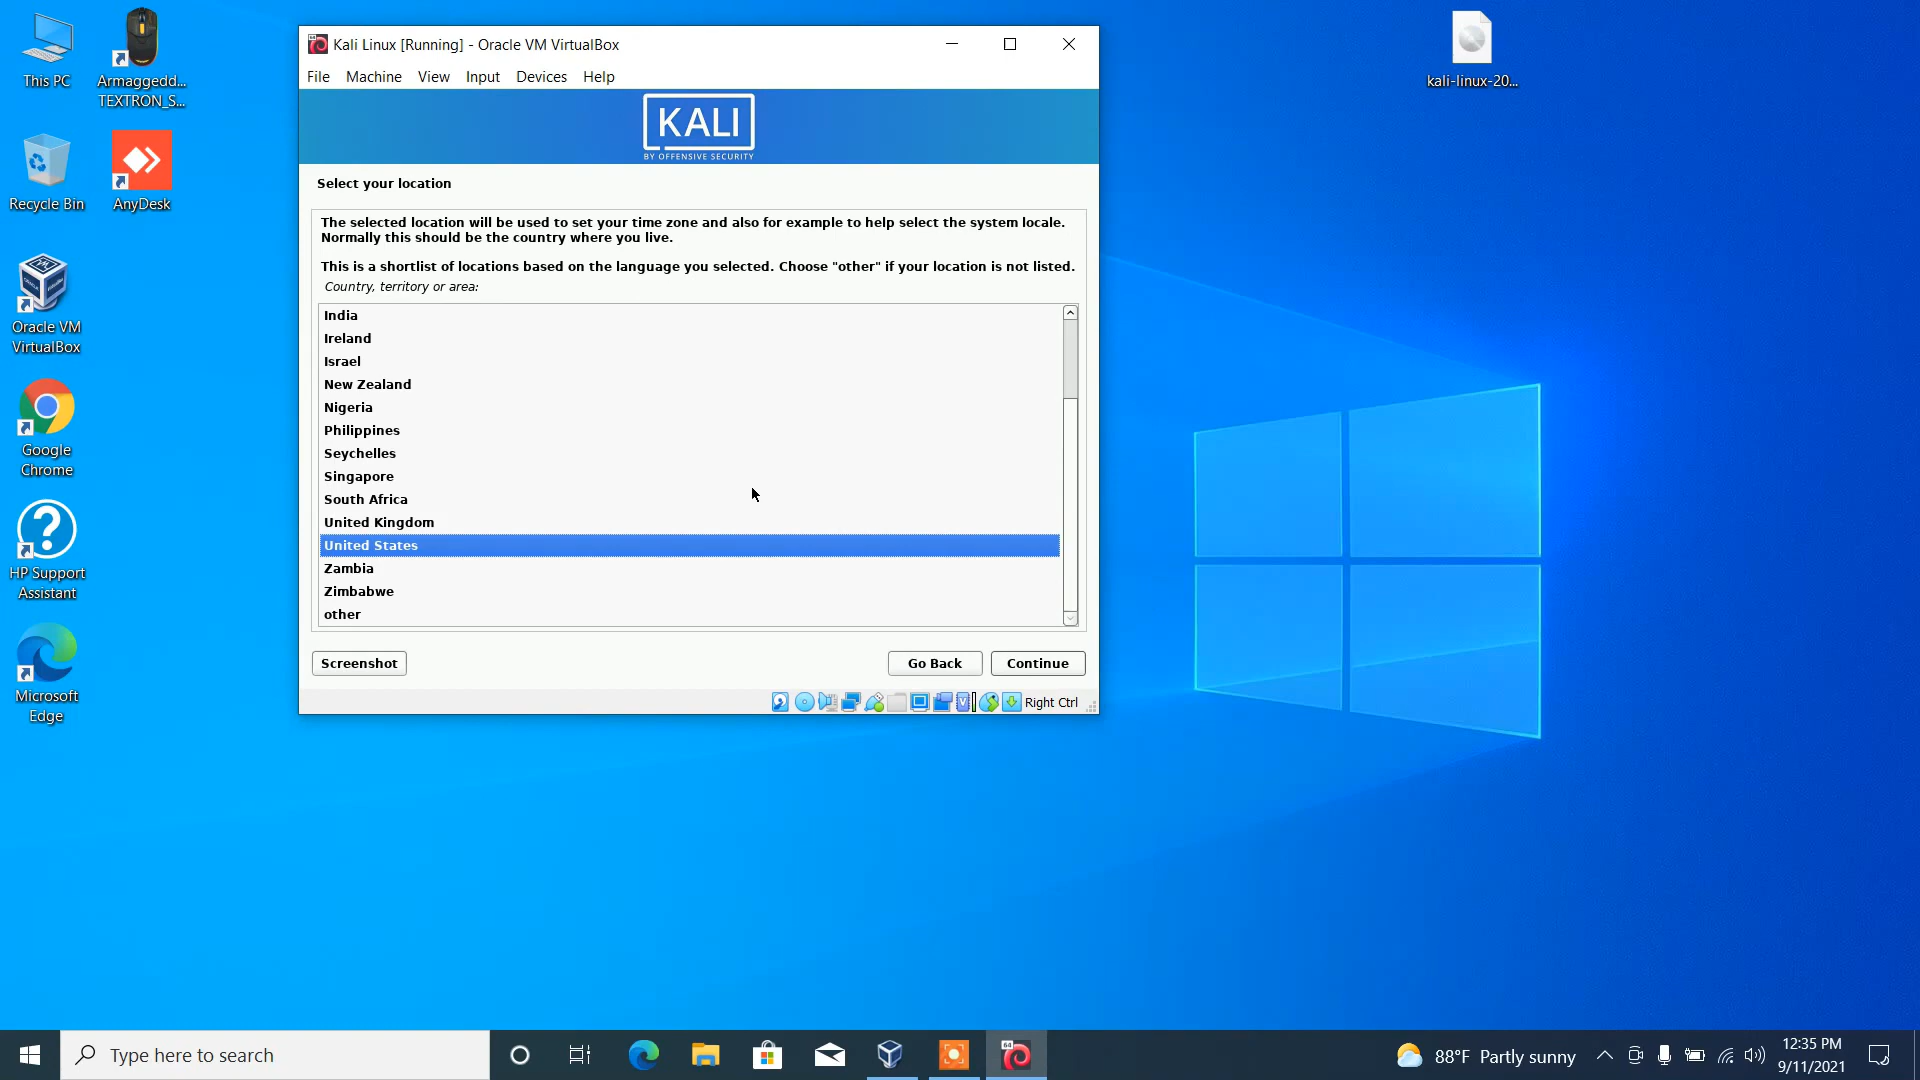 This PC
Armaggedd...
TEXTRON_S...
Recycle Bin
AnyDesk
Oracle VM
VirtualBox
Google
Chrome
HP Support
Assistant
Microsoft
Edge
kali-linux-20...
64
Kali Linux [Running] - Oracle VM VirtualBox
File Machine View Input Devices Help
KALI
BY OFFENSIVE SECURITY
Select your location
The selected location will be used to set your time zone and also for example to help select the system locale.
Normally this should be the country where you live.
This is a shortlist of locations based on the language you selected. Choose "other" if your location is not listed.
Country, territory or area:
India
Ireland
Israel
New Zealand
Nigeria
Philippines
Seychelles
Singapore
South Africa
United Kingdom
United States
Zambia
Zimbabwe
other
Screenshot
Go Back
Continue
Right Ctrl
Type here to search
64
88°F Partly sunny
12:35 PM
9/11/2021